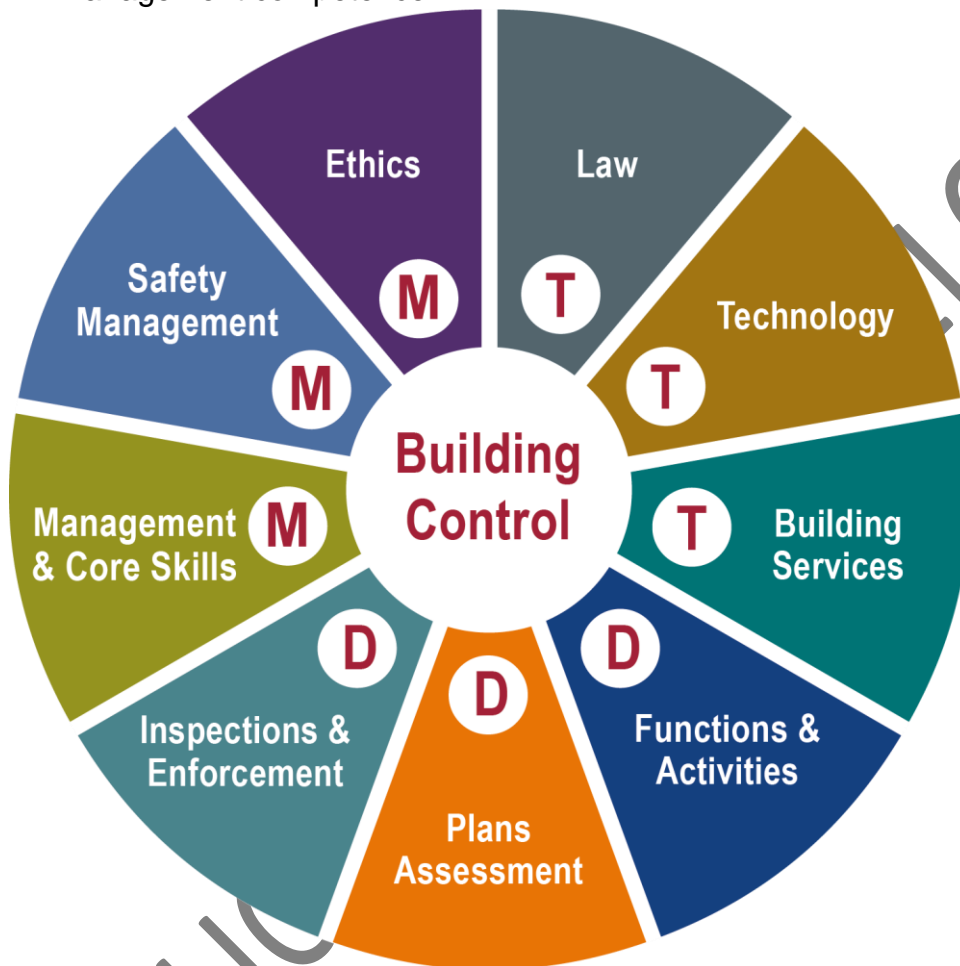 Ethics
M
Law
T
Technology
T
Building
Services
T
Functions &
Activities
D
Plans
Assessment
D
Inspections &
Enforcement
D
Management
& Core Skills
M
Safety
Management
M
Building
Control